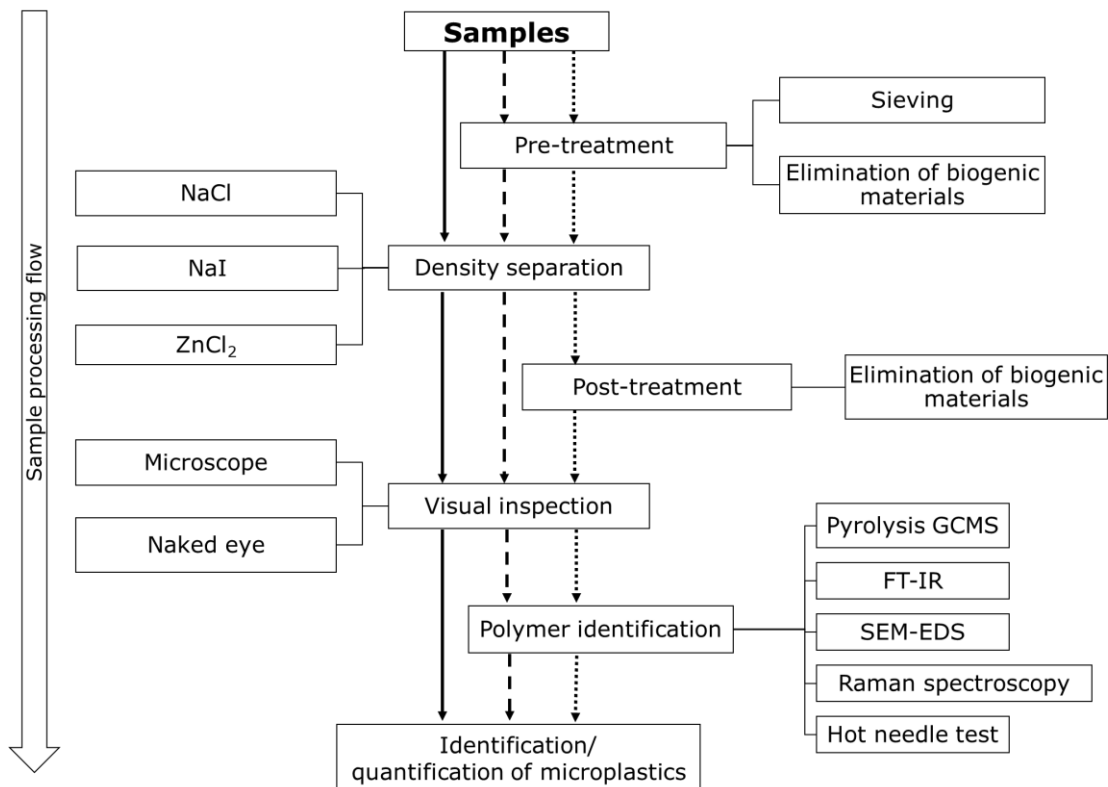 Samples
Sieving
Pre-treatment
Elimination of biogenic
materials
NaCl
Density separation
NaI
ZnCl₂
Post-treatment
Elimination of biogenic
materials
Sample processing flow
Microscope
Visual inspection
Naked eye
Pyrolysis GCMS
FT-IR
Polymer identification
SEM-EDS
Raman spectroscopy
Hot needle test
Identification/
quantification of microplastics